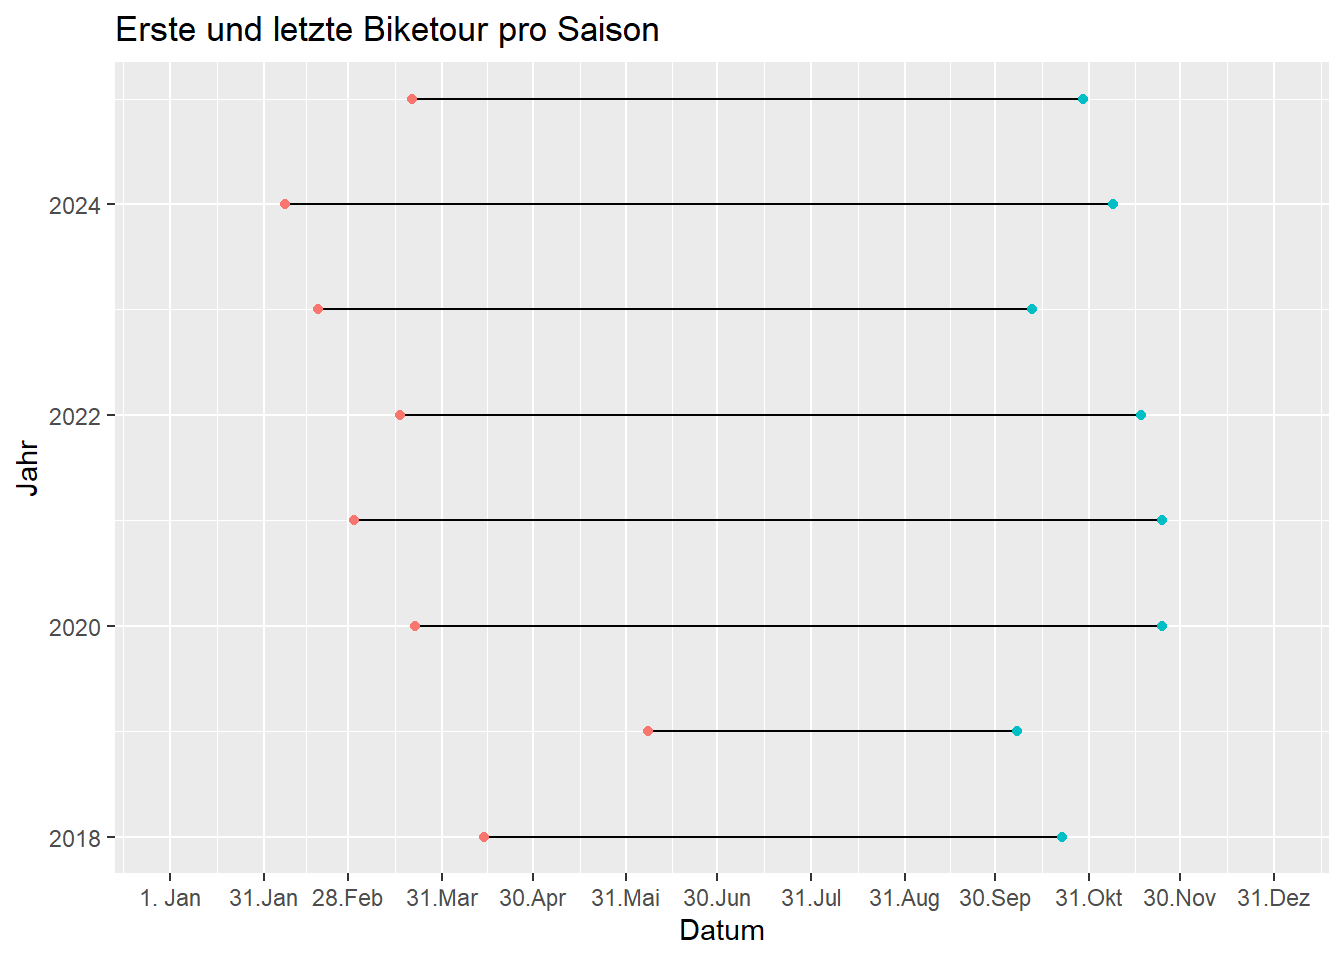 Erste und letzte Biketour pro Saison
2024
2022
2020
2018
Jahr
1. Jan 31.Jan 28.Feb 31.Mar 30.Apr 31.Mai 30.Jun 31.Jul 31.Aug 30.Sep 31.Okt 30.Nov 31.Dez
Datum